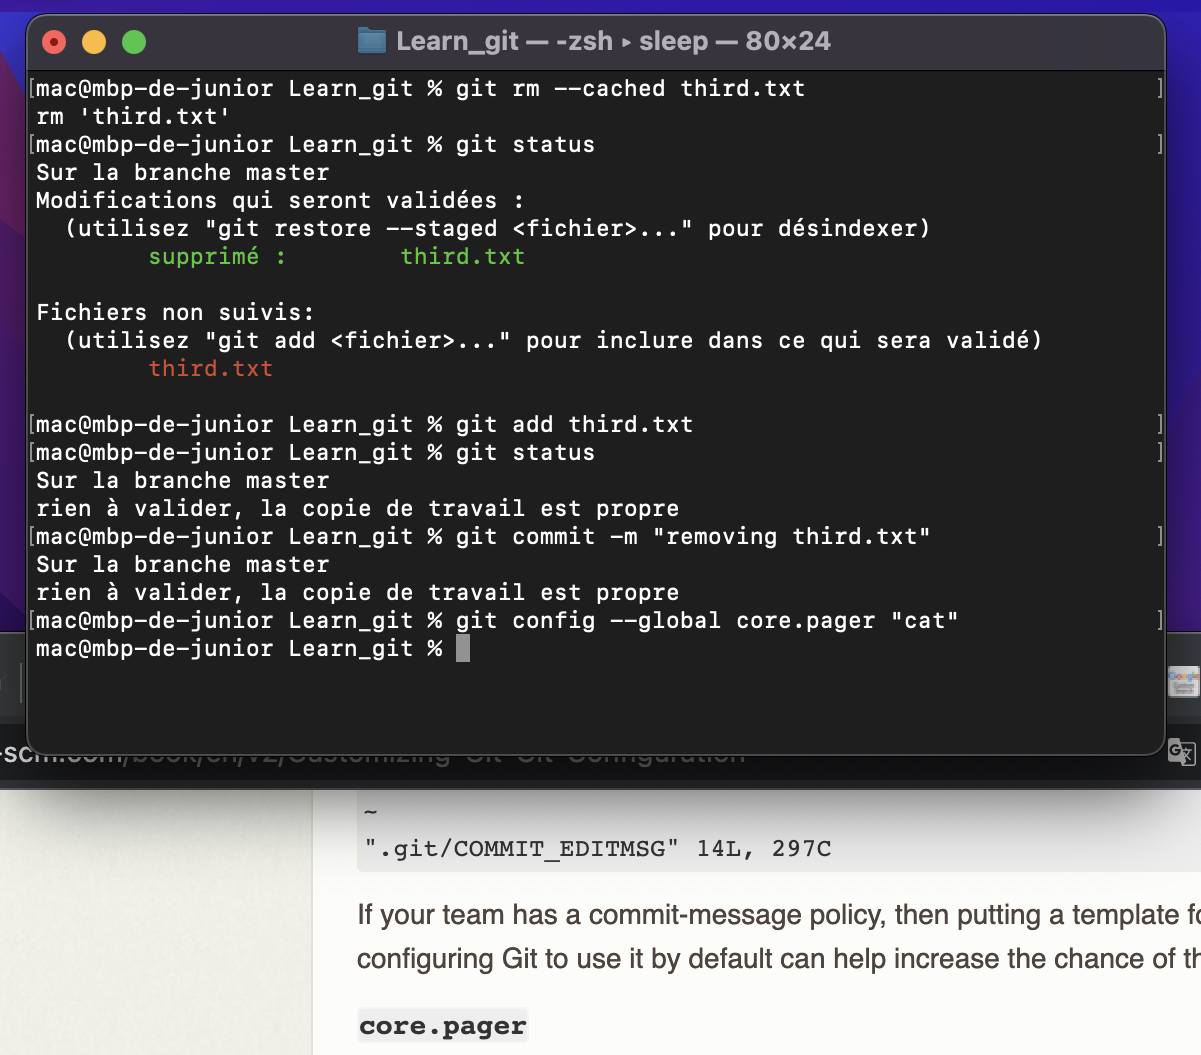 Learn_git — -zsh ▸ sleep — 80×24
[mac@mbp-de-junior Learn_git % git rm --cached third.txt ]
rm 'third.txt'
[mac@mbp-de-junior Learn_git % git status ]
Sur la branche master
Modifications qui seront validées :
(utilisez "git restore --staged <fichier>..." pour désindexer)
supprimé : third.txt
Fichiers non suivis:
(utilisez "git add <fichier>..." pour inclure dans ce qui sera validé)
third.txt
[mac@mbp-de-junior Learn_git % git add third.txt ]
[mac@mbp-de-junior Learn_git % git status ]
Sur la branche master
rien à valider, la copie de travail est propre
[mac@mbp-de-junior Learn_git % git commit -m "removing third.txt" ]
Sur la branche master
rien à valider, la copie de travail est propre
[mac@mbp-de-junior Learn_git % git config --global core.pager "cat" ]
mac@mbp-de-junior Learn_git %
-scm.com/book/en/v2/Customizing-Git-Git-Configuration
~
".git/COMMIT_EDITMSG" 14L, 297C
If your team has a commit-message policy, then putting a template
configuring Git to use it by default can help increase the chance of
core.pager